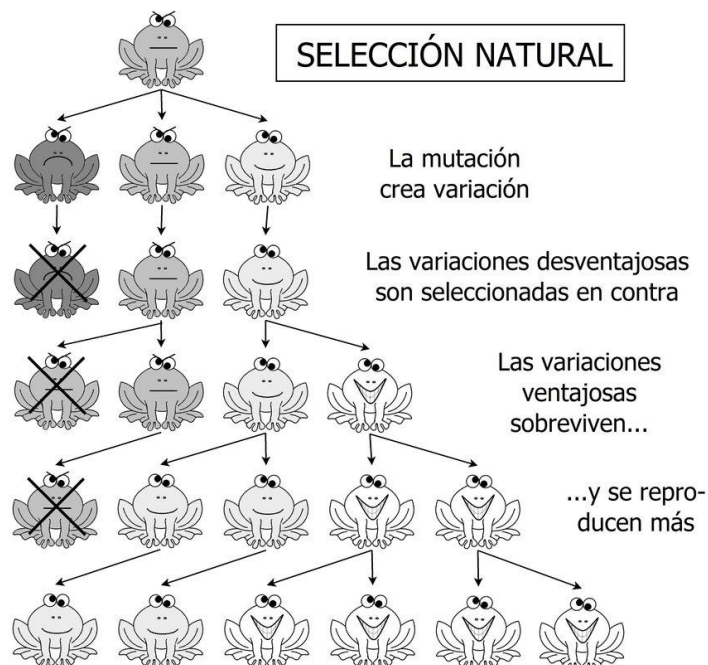 SELECCIÓN NATURAL
La mutación
crea variación
Las variaciones desventajosas
son seleccionadas en contra
Las variaciones
ventajosas
sobreviven...
...y se repro-
ducen más